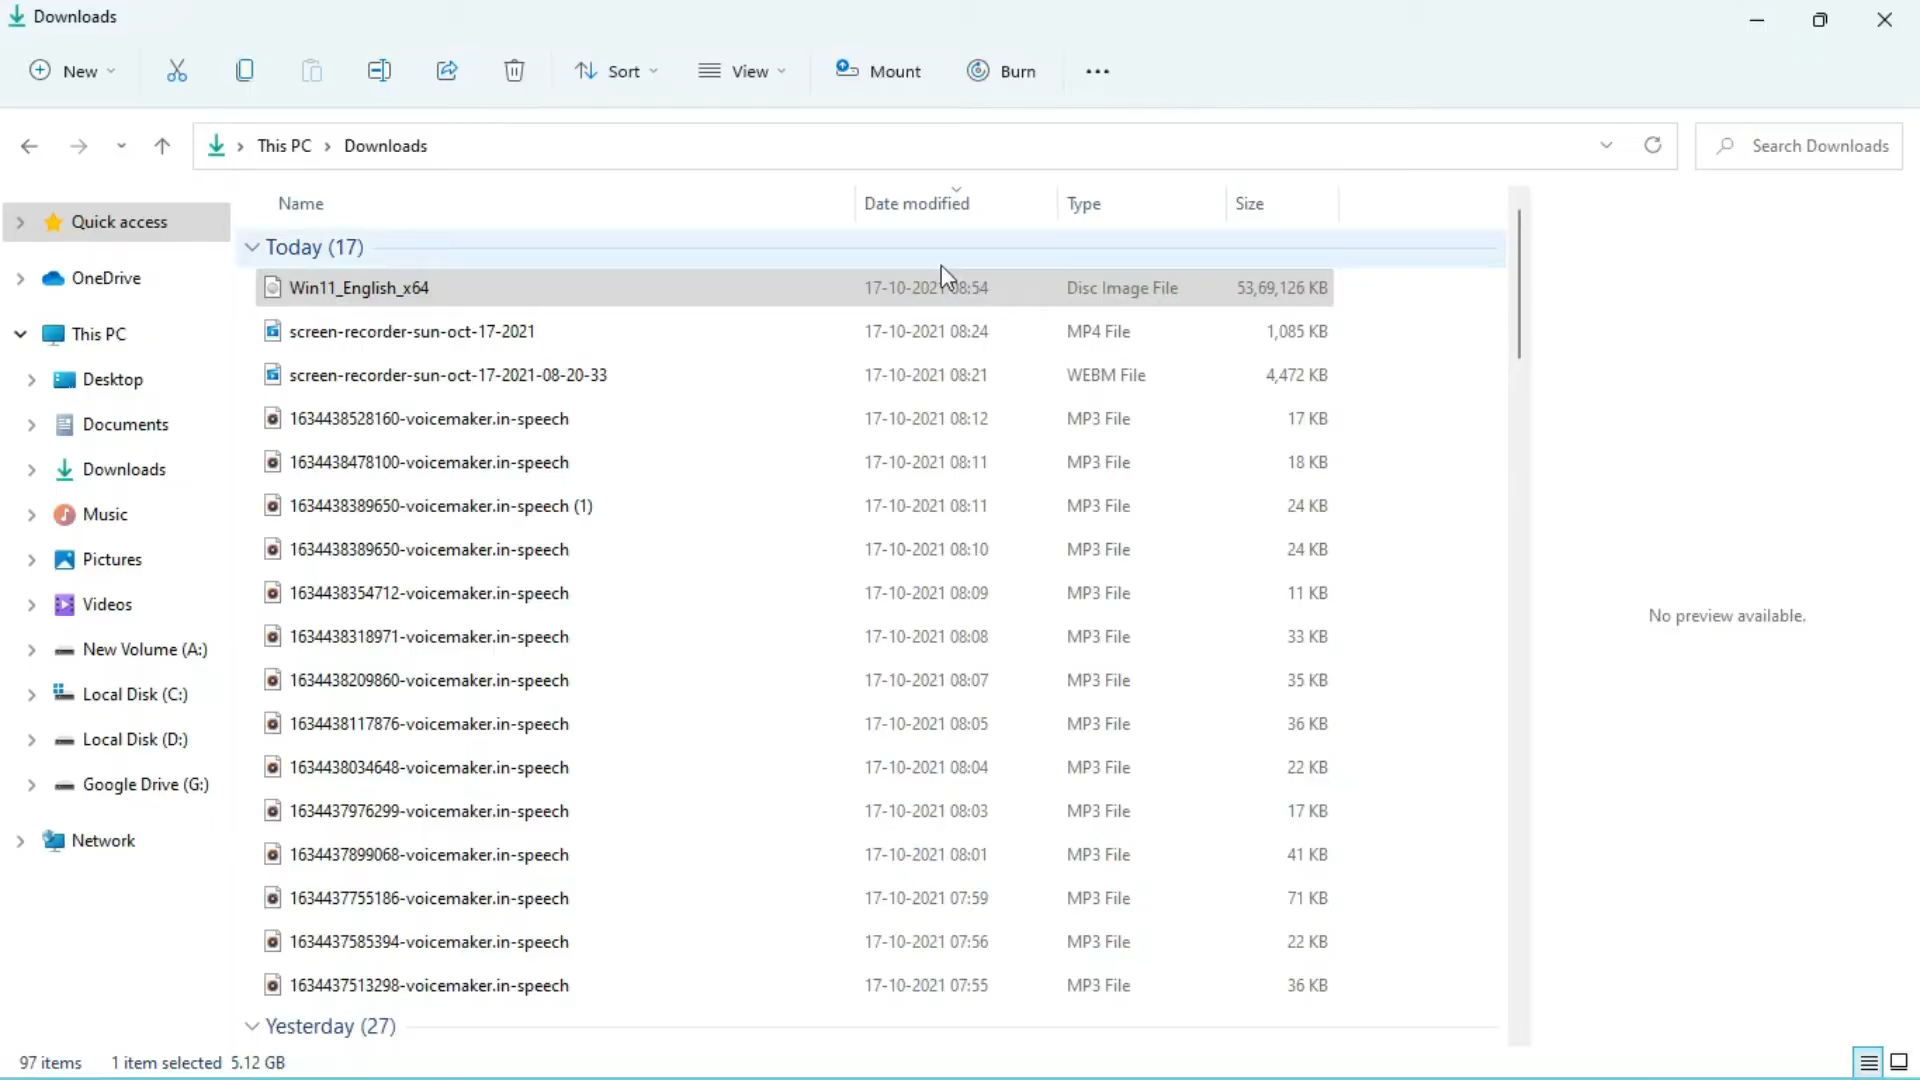 Downloads
New
Sort
View
Mount
Burn
This PC
Downloads
Search Downloads
Name Date modified Type Size
Quick access
OneDrive
This PC
Desktop
Documents
Downloads
Music
Pictures
Videos
New Volume (A:)
Local Disk (C:)
Local Disk (D:)
Google Drive (G:)
Network
Today (17)
Win11_English_x64 17-10-2021 08:54 Disc Image File 53,69,126 KB
screen-recorder-sun-oct-17-2021 17-10-2021 08:24 MP4 File 1,085 KB
screen-recorder-sun-oct-17-2021-08-20-33 17-10-2021 08:21 WEBM File 4,472 KB
1634438528160-voicemaker.in-speech 17-10-2021 08:12 MP3 File 17 KB
1634438478100-voicemaker.in-speech 17-10-2021 08:11 MP3 File 18 KB
1634438389650-voicemaker.in-speech (1) 17-10-2021 08:11 MP3 File 24 KB
1634438389650-voicemaker.in-speech 17-10-2021 08:10 MP3 File 24 KB
1634438354712-voicemaker.in-speech 17-10-2021 08:09 MP3 File 11 KB
1634438318971-voicemaker.in-speech 17-10-2021 08:08 MP3 File 33 KB
1634438209860-voicemaker.in-speech 17-10-2021 08:07 MP3 File 35 KB
1634438117876-voicemaker.in-speech 17-10-2021 08:05 MP3 File 36 KB
1634438034648-voicemaker.in-speech 17-10-2021 08:04 MP3 File 22 KB
1634437976299-voicemaker.in-speech 17-10-2021 08:03 MP3 File 17 KB
1634437899068-voicemaker.in-speech 17-10-2021 08:01 MP3 File 41 KB
1634437755186-voicemaker.in-speech 17-10-2021 07:59 MP3 File 71 KB
1634437585394-voicemaker.in-speech 17-10-2021 07:56 MP3 File 22 KB
1634437513298-voicemaker.in-speech 17-10-2021 07:55 MP3 File 36 KB
Yesterday (27)
No preview available.
97 items 1 item selected 5.12 GB